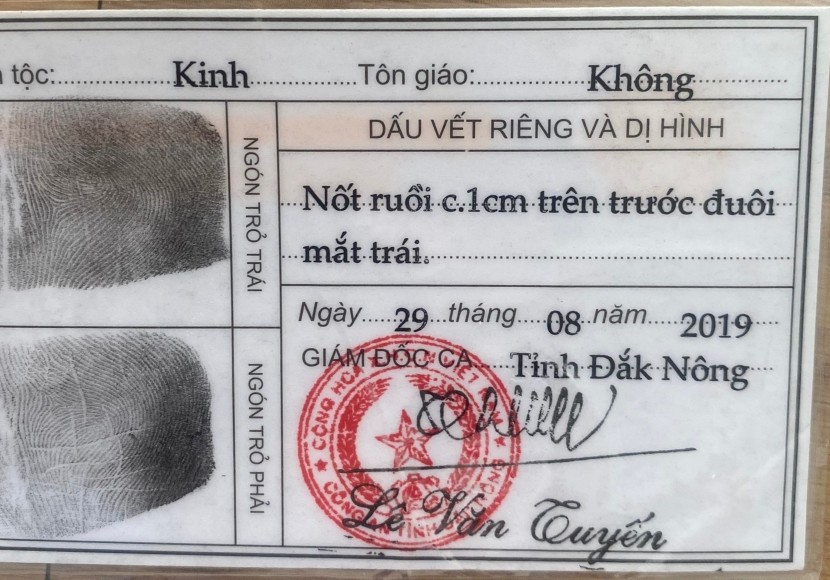 tộc: Kinh Tôn giáo: Không
NGÓN TRỎ TRÁI
NGÓN TRỎ PHẢI
DẤU VẾT RIÊNG VÀ DỊ HÌNH
Nốt ruồi c.1cm trên trước đuôi
mắt trái.
Ngày 29 tháng 08 năm 2019
GIÁM ĐỐC CA Tỉnh Đắk Nông
Lê Văn Tuyến